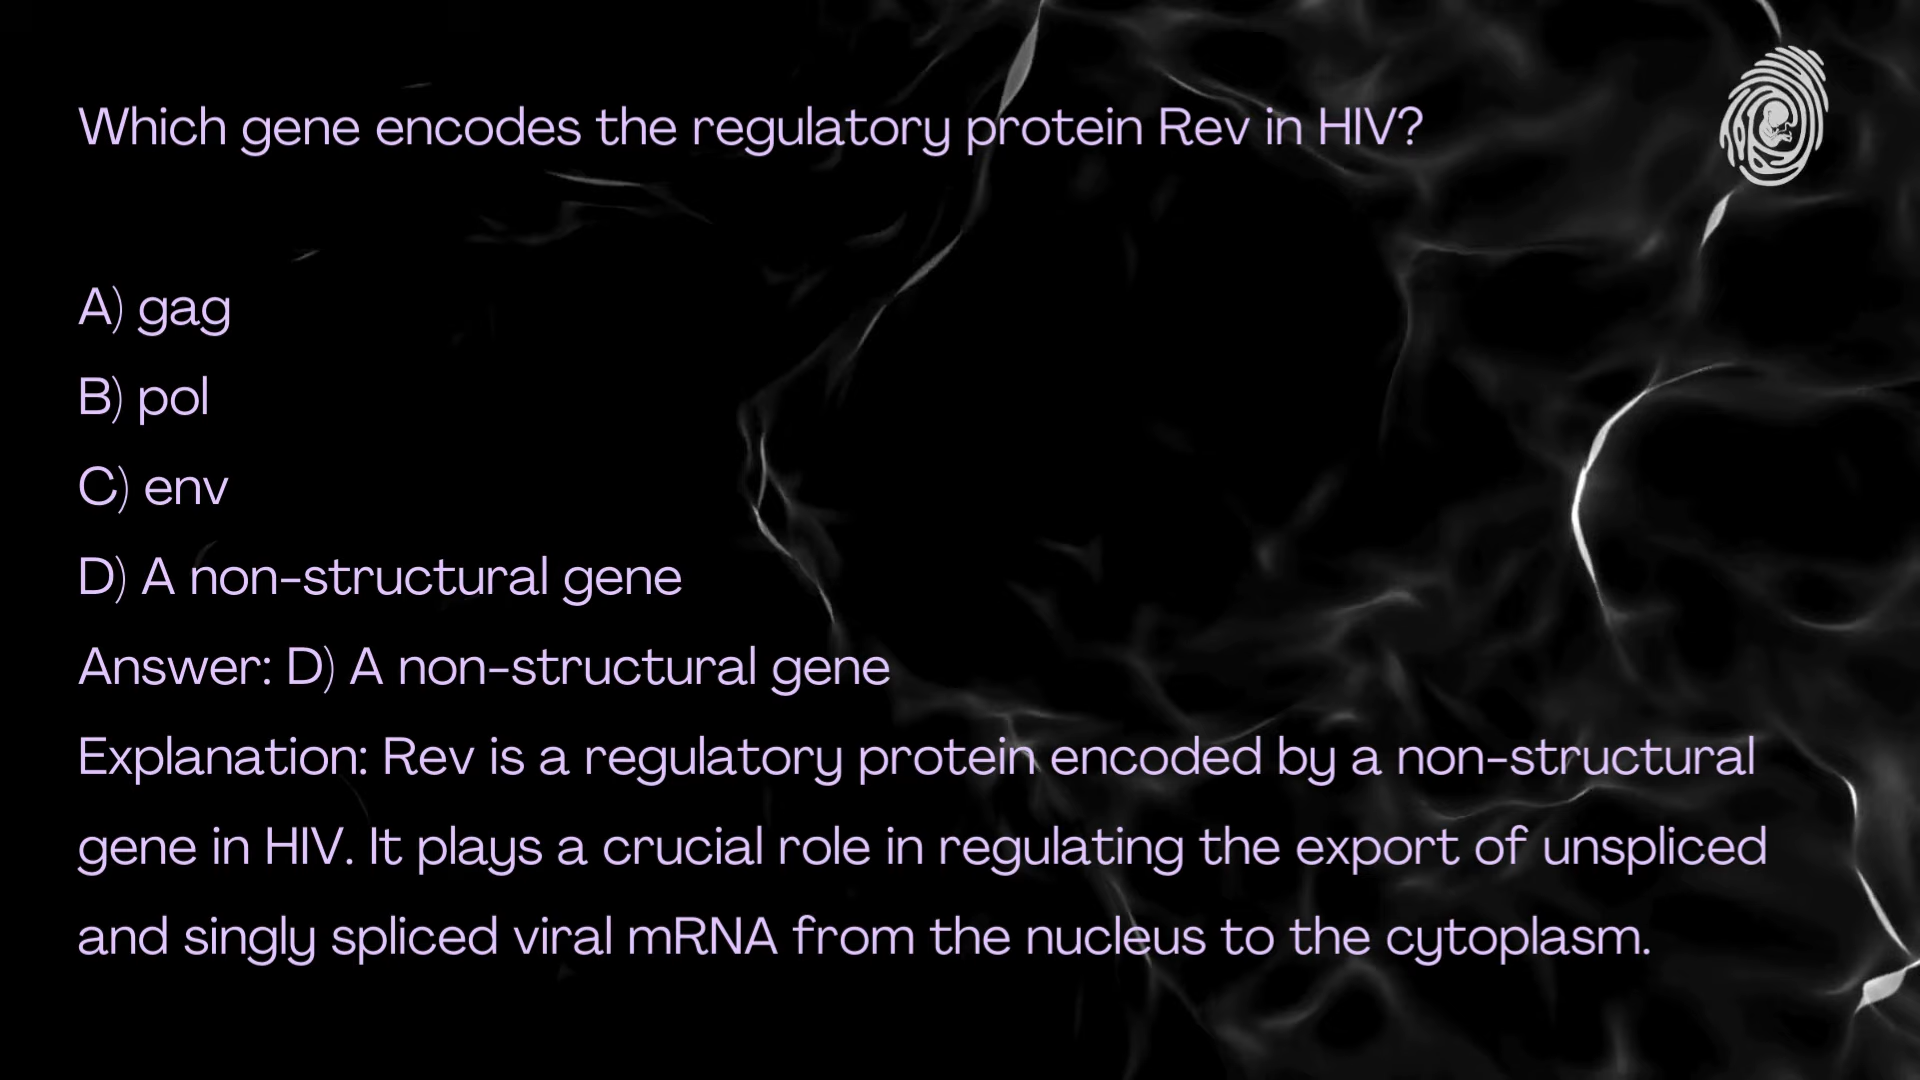 Which gene encodes the regulatory protein Rev in HIV?
A) gag
B) pol
C) env
D) A non-structural gene
Answer: D) A non-structural gene
Explanation: Rev is a regulatory protein encoded by a non-structural
gene in HIV. It plays a crucial role in regulating the export of unspliced
and singly spliced viral mRNA from the nucleus to the cytoplasm.